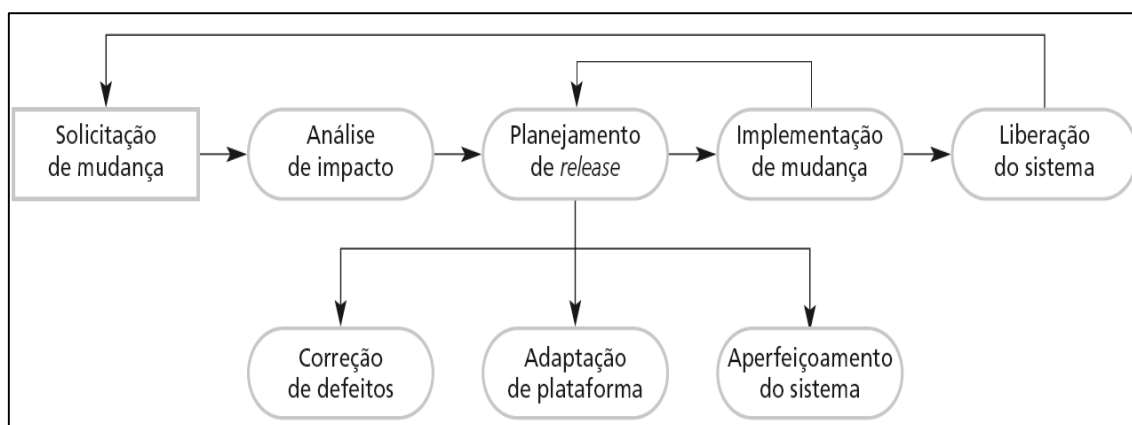 Solicitação
de mudança
Análise
de impacto
Planejamento
de release
Implementação
de mudança
Liberação
do sistema
Correção
de defeitos
Adaptação
de plataforma
Aperfeiçoamento
do sistema